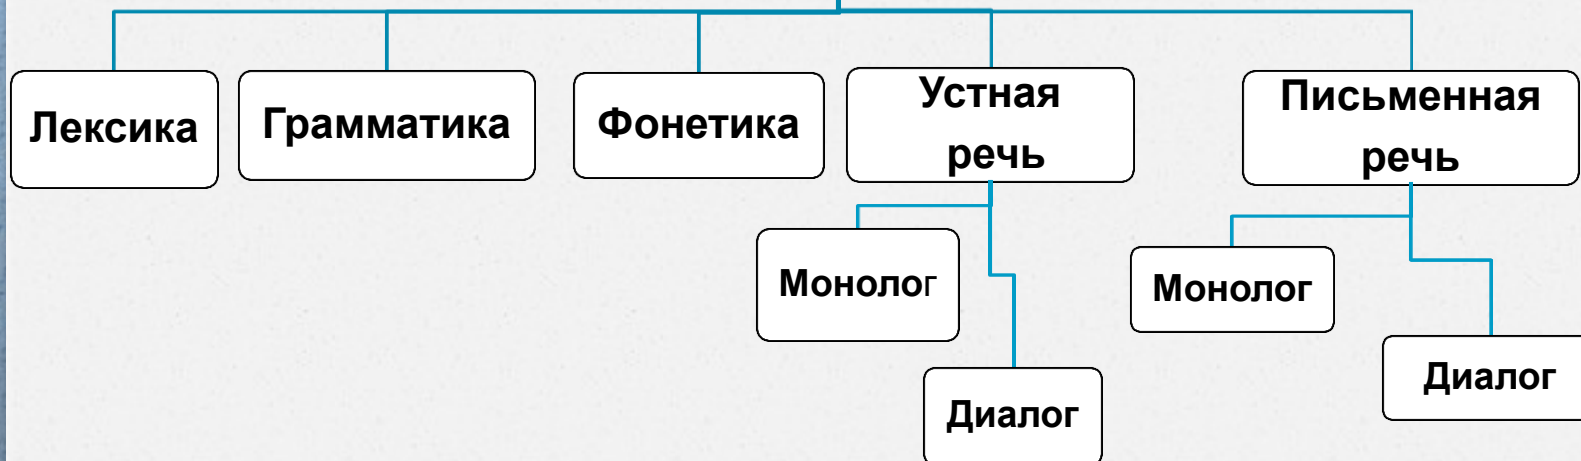 Лексика
Грамматика
Фонетика
Устная
речь
Письменная
речь
Монолог
Диалог
Монолог
Диалог